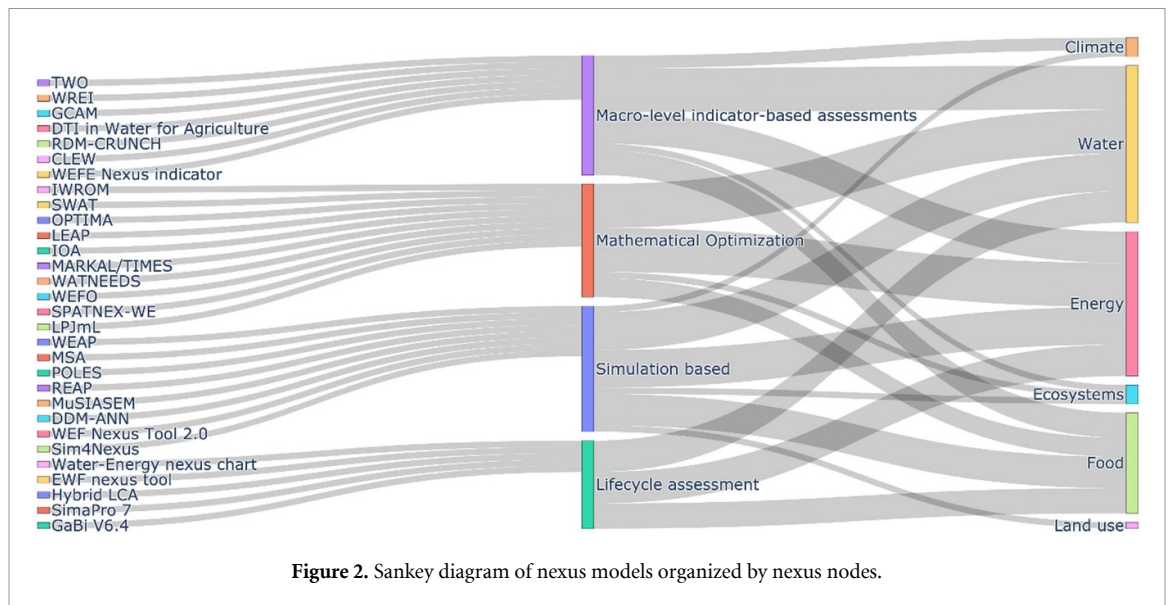 TWO
WREI
GCAM
DTI in Water for Agriculture
RDM-CRUNCH
CLEW
WEFE Nexus indicator
IWROM
SWAT
OPTIMA
LEAP
IOA
MARKAL/TIMES
WATNEEDS
WEFO
SPATNEX-WE
LPJmL
WEAP
MSA
POLES
REAP
MuSIASEM
DDM-ANN
WEF Nexus Tool 2.0
Sim4Nexus
Water-Energy nexus chart
EWF nexus tool
Hybrid LCA
SimaPro 7
GaBi V6.4
Macro-level indicator-based assessments
Mathematical Optimization
Simulation based
Lifecycle assessment
Climate
Water
Energy
Ecosystems
Food
Land use
Figure 2. Sankey diagram of nexus models organized by nexus nodes.